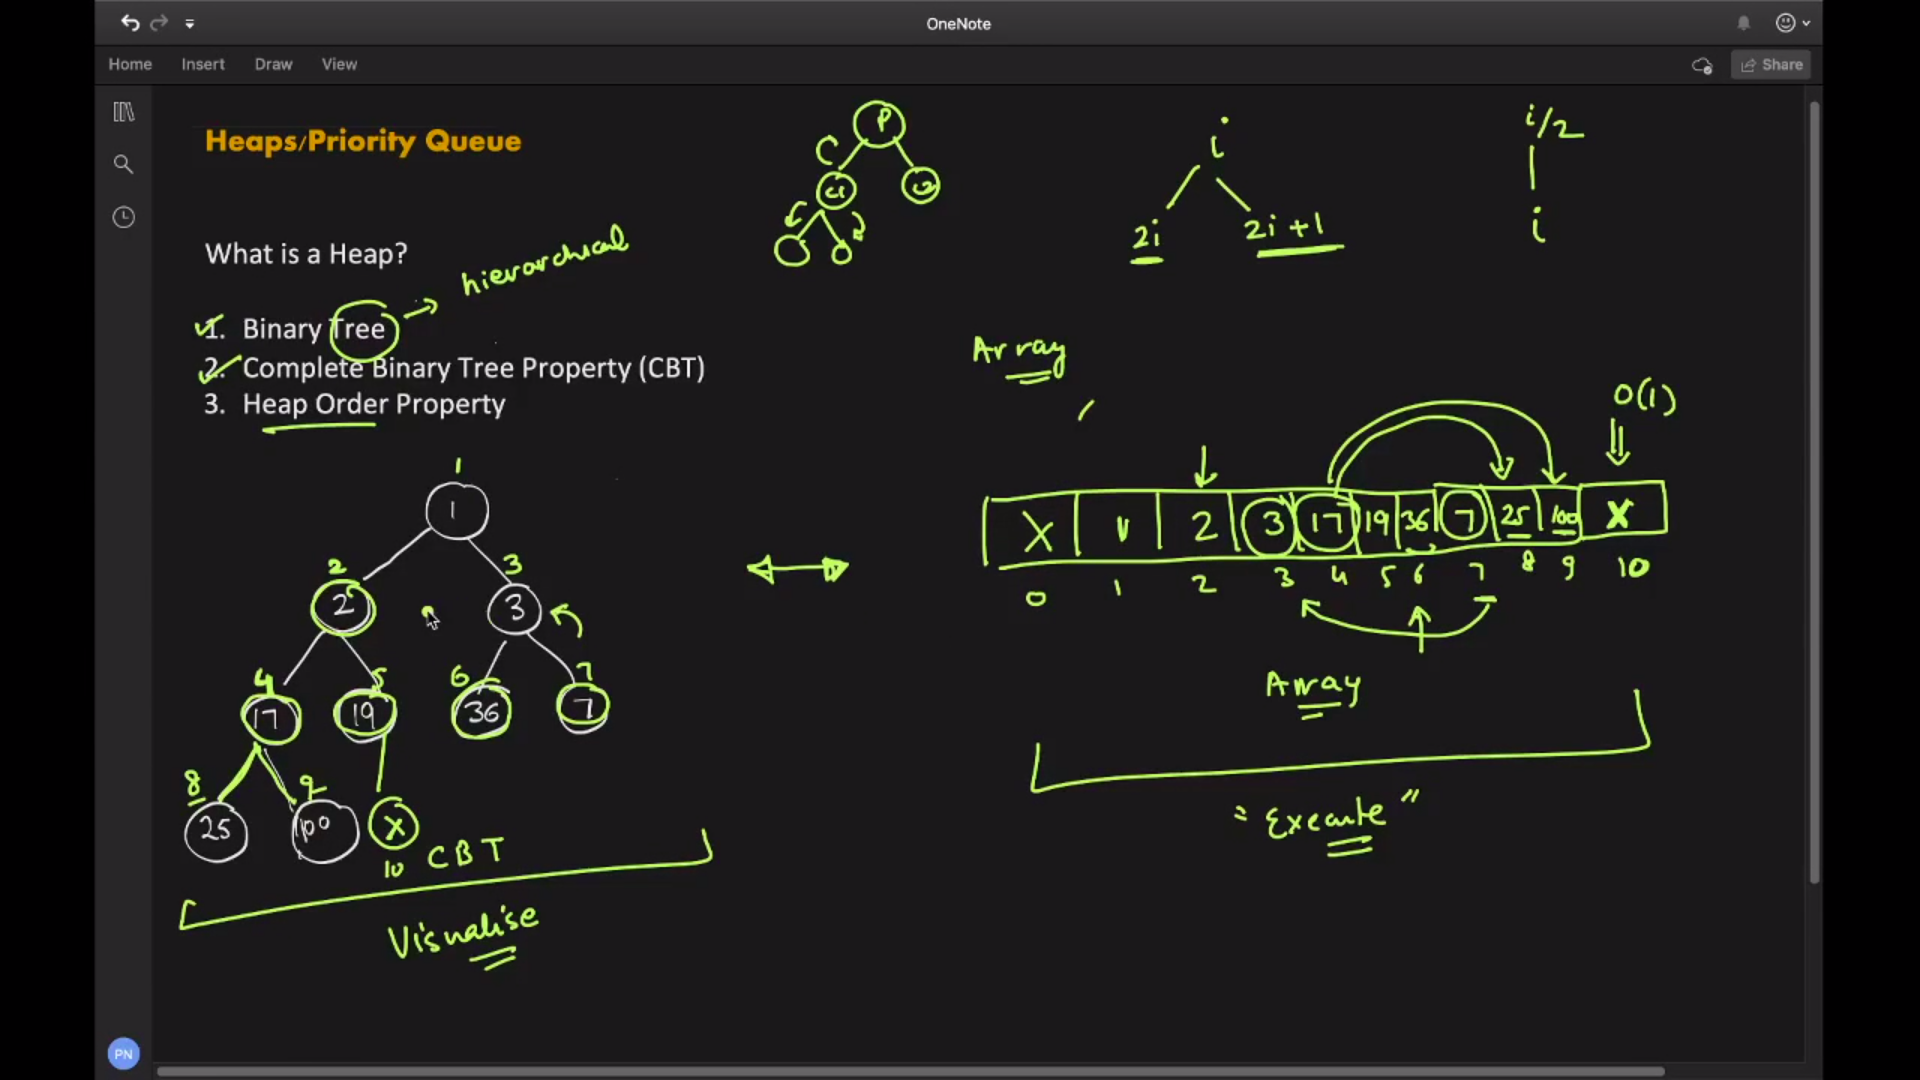 OneNote
Home Insert Draw View
Share
Heaps/Priority Queue
What is a Heap?
hierarchical
1. Binary Tree
2. Complete Binary Tree Property (CBT)
3. Heap Order Property
1
1
2 3
2 3
4 5 6 7
17 19 36 7
8 9
25 100 X
10 CBT
Visualise
P
C
C1 C2
i
2i 2i+1
i/2
i
Array
O(1)
X 2 3 17 19 36 7 25 100 X
0 1 2 3 4 5 6 7 8 9 10
Array
"Execute"
PN